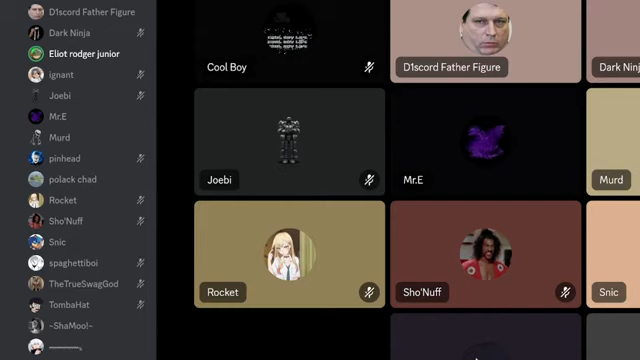 D1scord Father Figure
Dark Ninja
Eliot rodger junior
ignant
Joebi
Mr.E
Murd
pinhead
polack chad
Rocket
Sho'Nuff
Snic
spaghettiboi
TheTrueSwagGod
TombaHat
~ShaMoo!~
Cool Boy
D1scord Father Figure
Dark Ninj
Joebi
Mr.E
Murd
Rocket
Sho'Nuff
Snic